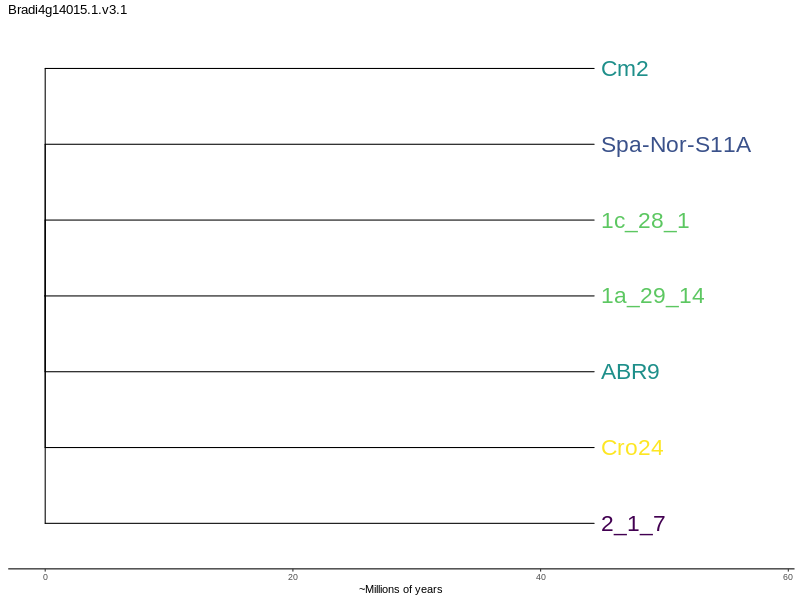 Bradi4g14015.1.v3.1
Cm2
Spa-Nor-S11A
1c_28_1
1a_29_14
ABR9
Cro24
2_1_7
0 20 40 60
~Millions of years